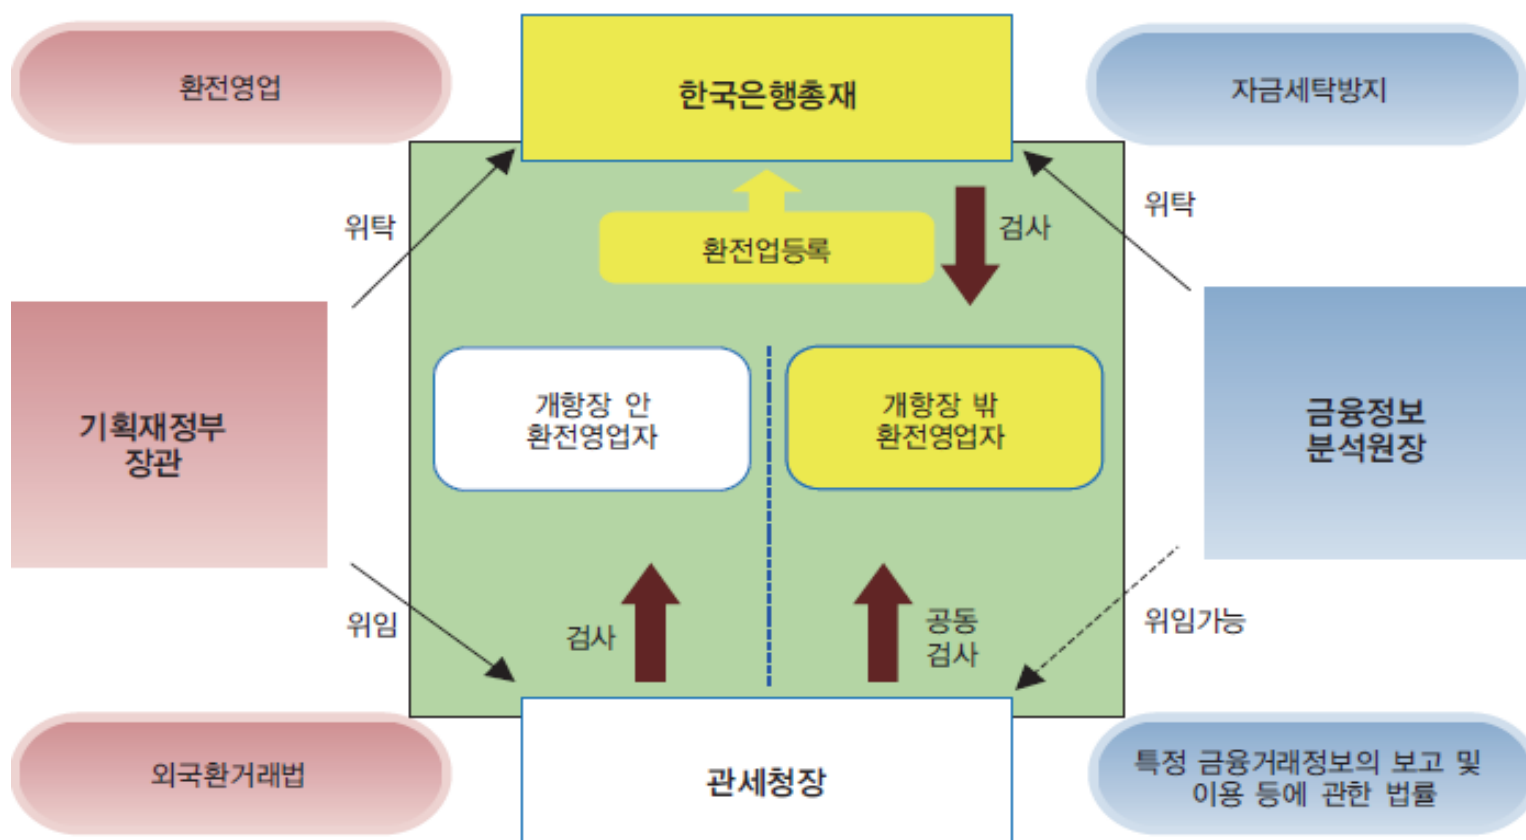 환전영업
한국은행총재
자금세탁방지
위탁
환전업등록
검사
위탁
기획재정부
장관
개항장 안
환전영업자
개항장 밖
환전영업자
금융정보
분석원장
위임
검사
공동
검사
위임가능
외국환거래법
관세청장
특정 금융거래정보의 보고 및
이용 등에 관한 법률